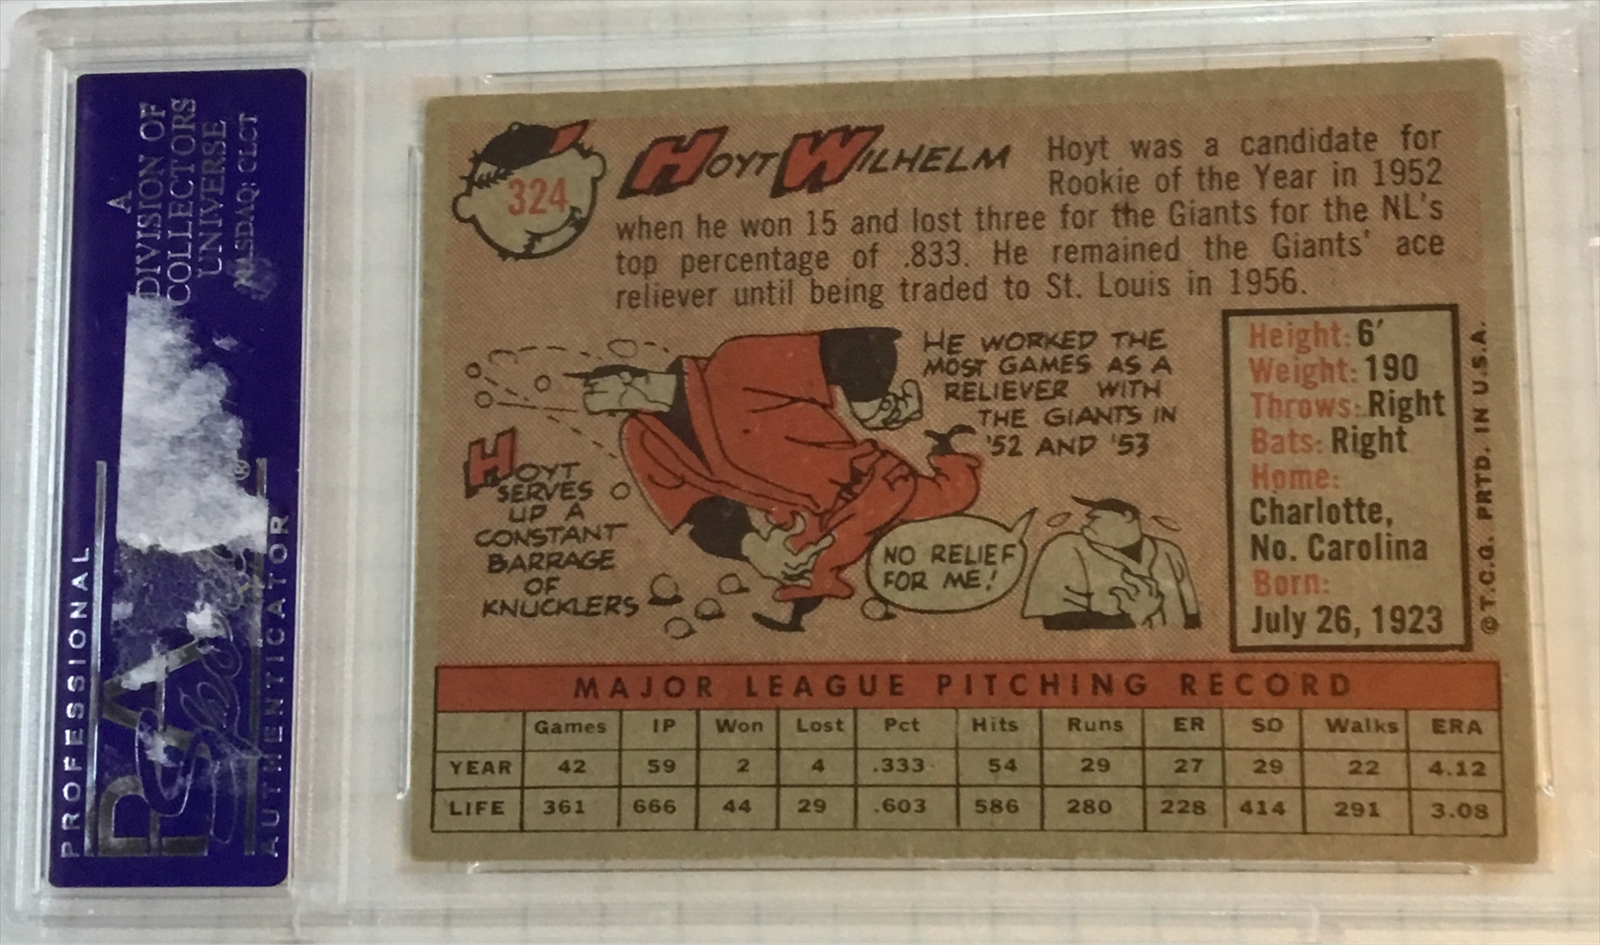 A
DIVISION OF
COLLECTORS
UNIVERSE
NASDAQ: CLCT
PROFESSIONAL
PSA
®
AUTHENTICATOR
324
HOYT WILHELM
Hoyt was a candidate for
Rookie of the Year in 1952
when he won 15 and lost three for the Giants for the NL's
top percentage of .833. He remained the Giants' ace
reliever until being traded to St. Louis in 1956.
HE WORKED THE
MOST GAMES AS A
RELIEVER WITH
THE GIANTS IN
'52 AND '53
HOYT
SERVES
UP A
CONSTANT
BARRAGE
OF
KNUCKLERS
NO RELIEF
FOR ME!
Height: 6'
Weight: 190
Throws: Right
Bats: Right
Home:
Charlotte,
No. Carolina
Born:
July 26, 1923
© T.C.G. PRTD. IN U.S.A.
MAJOR LEAGUE PITCHING RECORD
Games IP Won Lost Pct Hits Runs ER SO Walks ERA
YEAR 42 59 2 4 .333 54 29 27 29 22 4.12
LIFE 361 666 44 29 .603 586 280 228 414 291 3.08